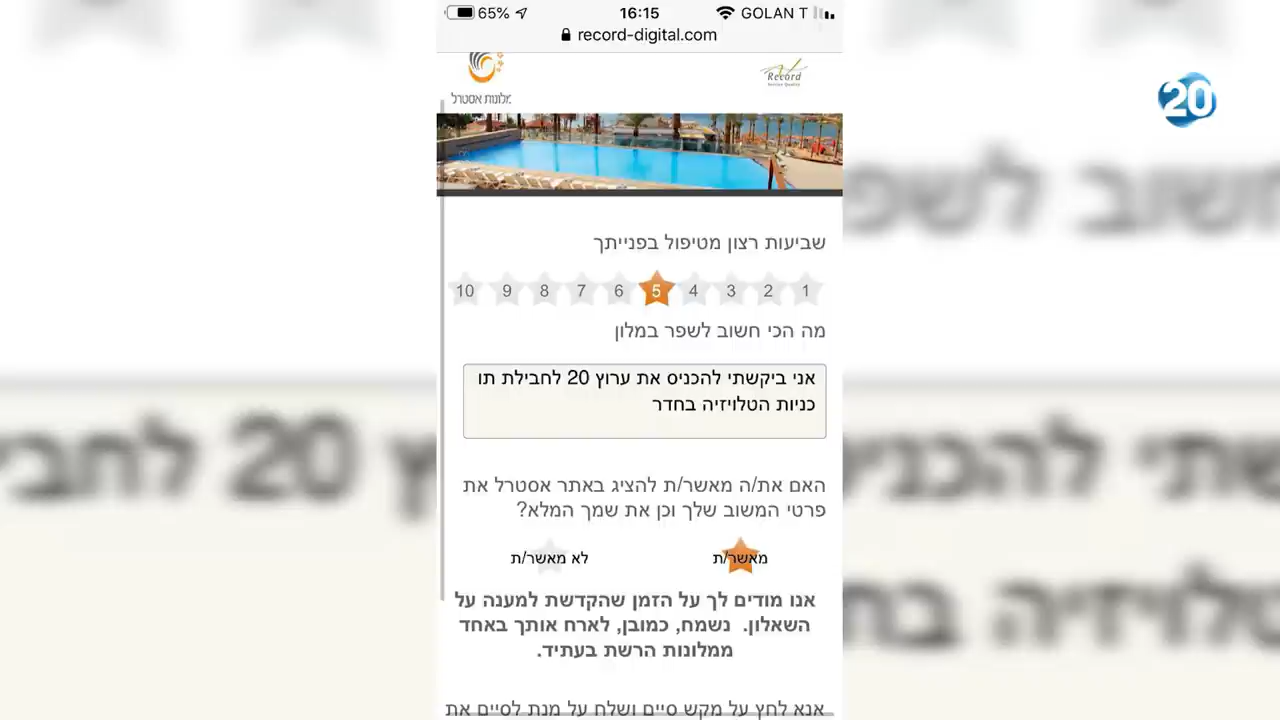 65%
16:15
GOLAN T
record-digital.com
מלונות אסטרל
Record
Service Quality
20
שביעות רצון מטיפול בפנייתך
1 2 3 4 5 6 7 8 9 10
מה הכי חשוב לשפר במלון
אני ביקשתי להכניס את ערוץ 20 לחבילת תו
כניות הטלויזיה בחדר
האם את/ה מאשר/ת להציג באתר אסטרל את
פרטי המשוב שלך וכן את שמך המלא?
מאשר/ת
לא מאשר/ת
אנו מודים לך על הזמן שהקדשת למענה על
השאלון. נשמח, כמובן, לארח אותך באחד
ממלונות הרשת בעתיד.
אנא לחץ על מקש סיים ושלח על מנת לסיים את